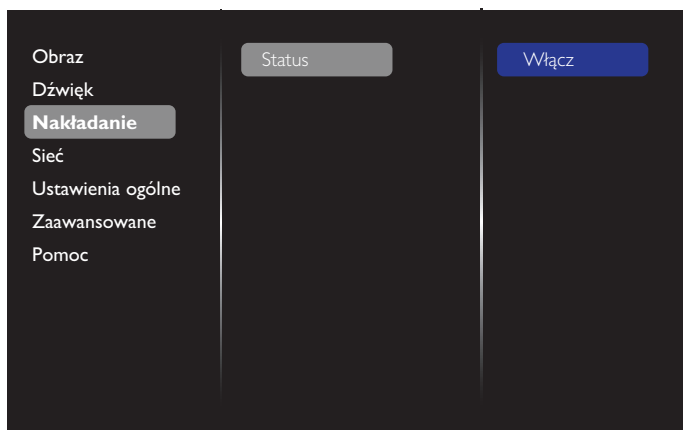 Obraz
Dźwięk
Nakładanie
Sieć
Ustawienia ogólne
Zaawansowane
Pomoc
Status
Włącz